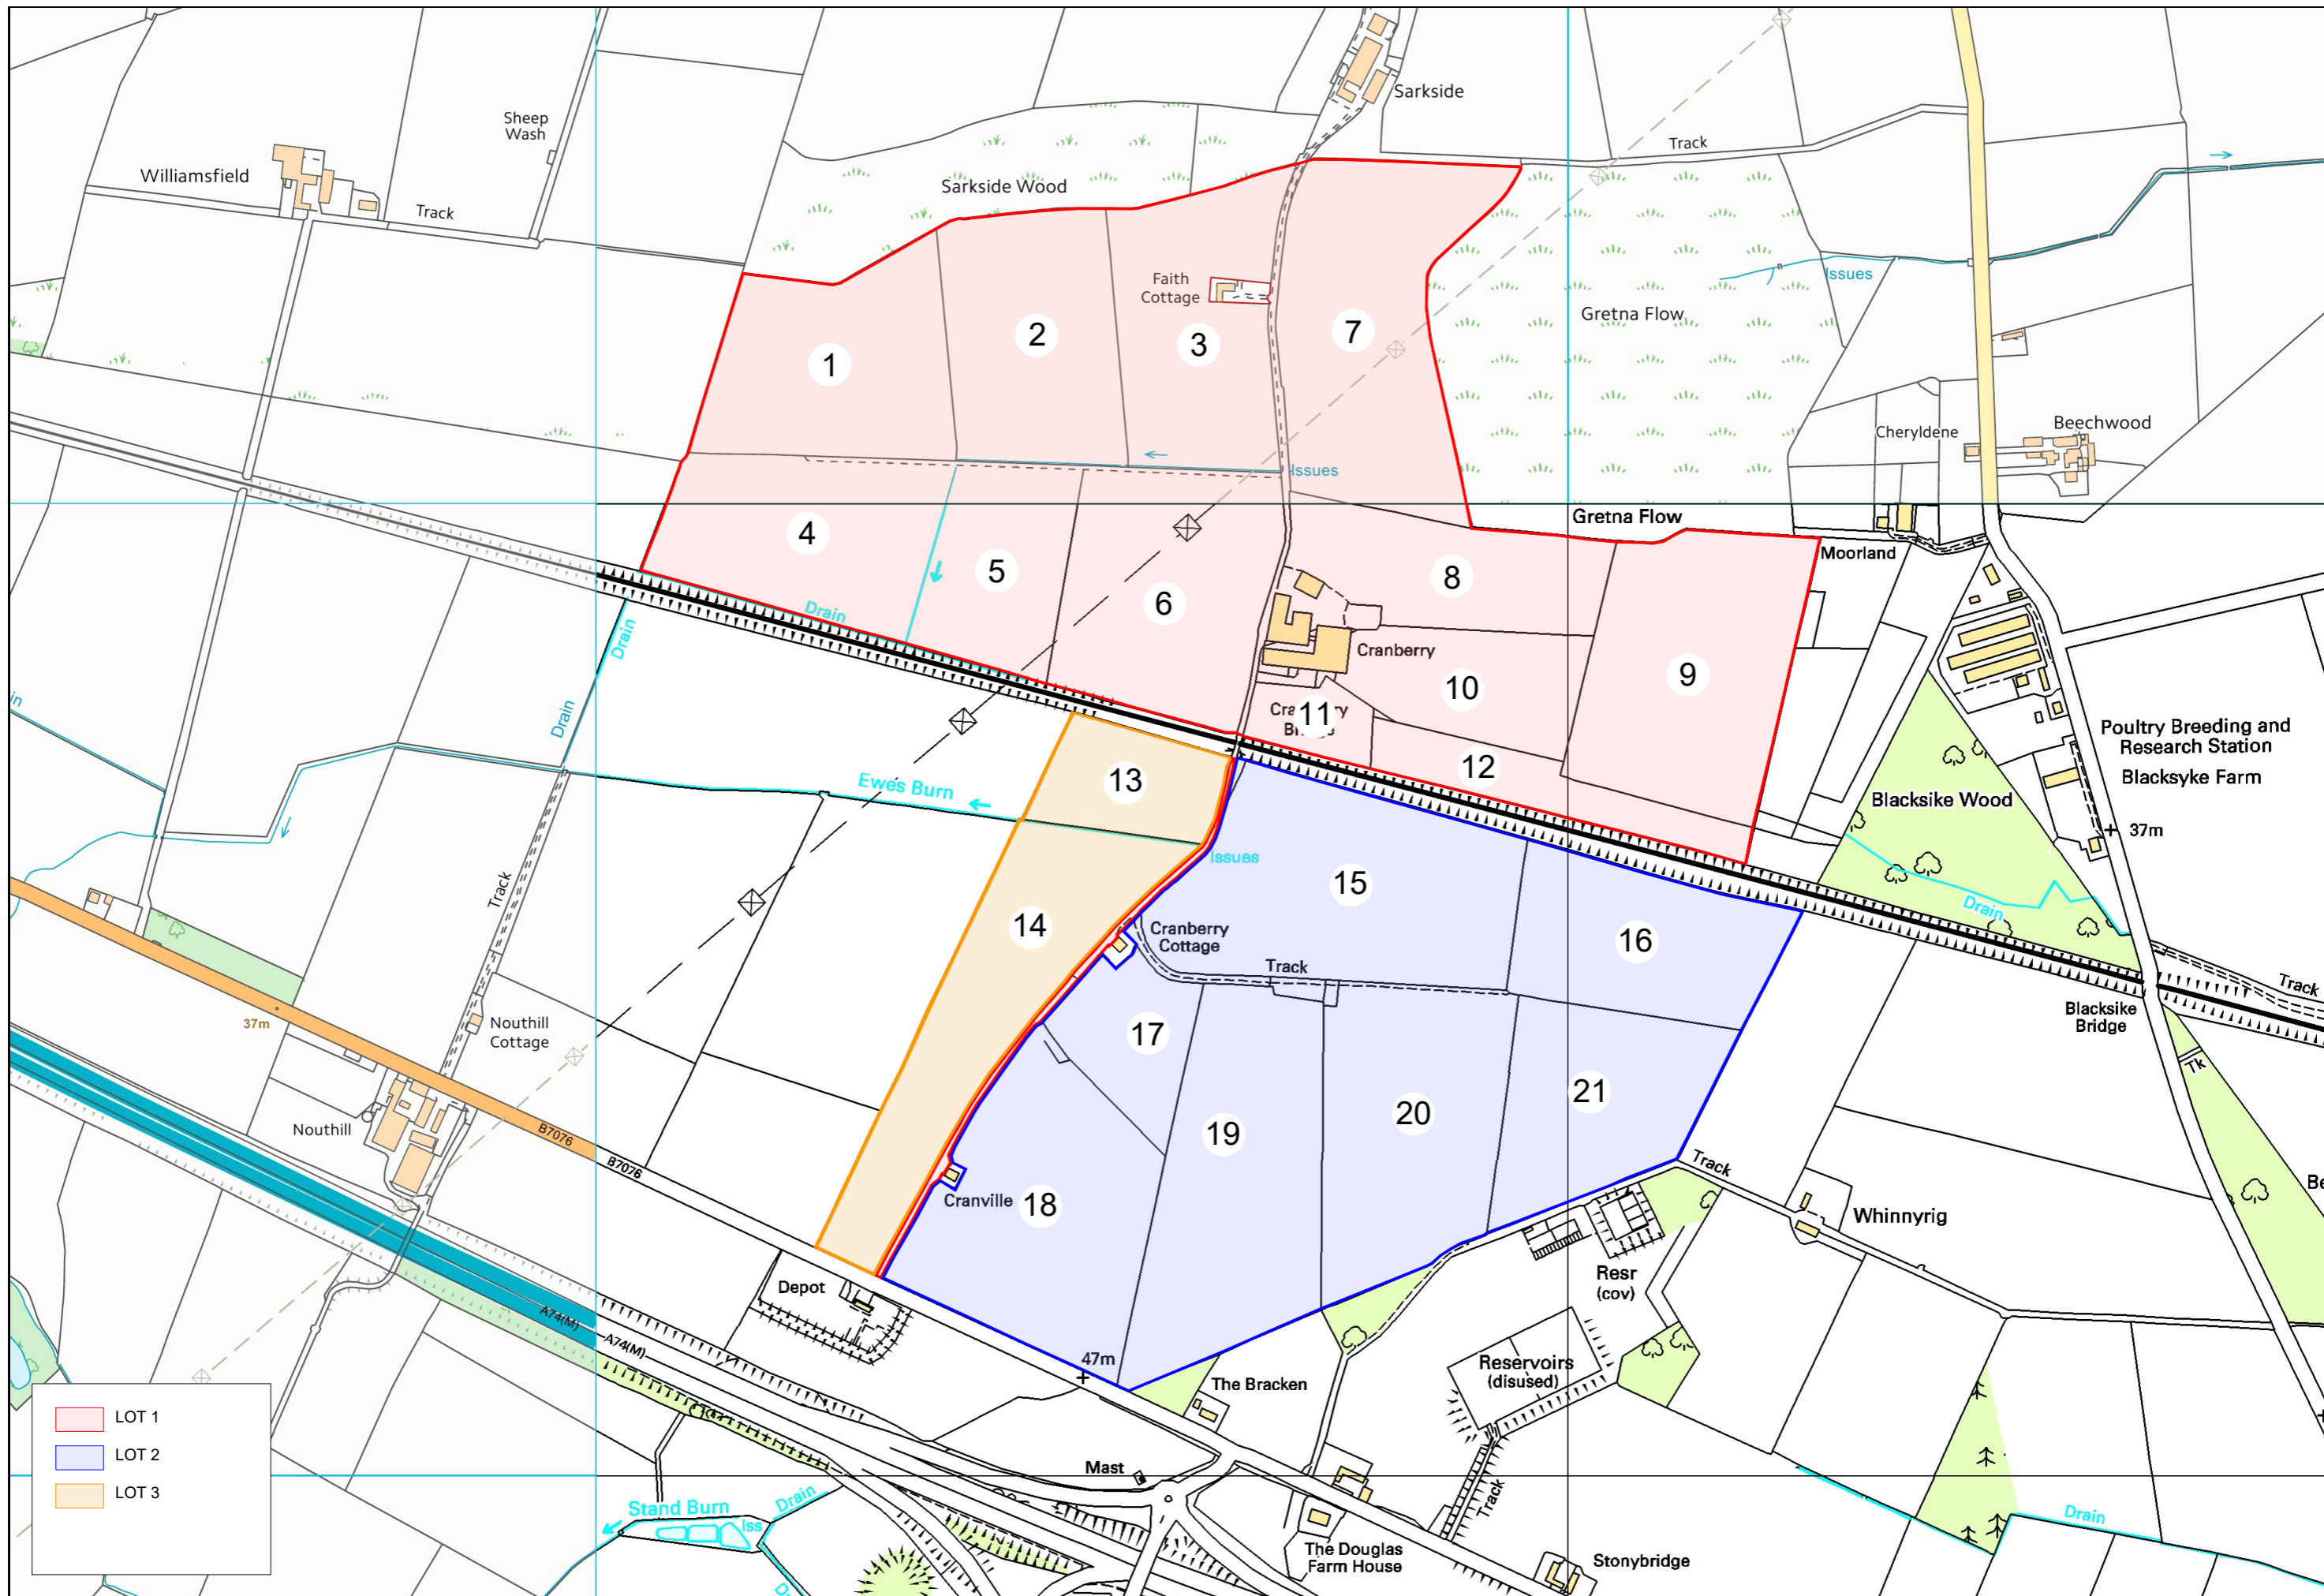 Sarkside
Sheep
Wash
Williamsfield
Track
Sarkside Wood
Track
Issues
Faith
Cottage
Gretna Flow
1
2
3
7
Cheryldene
Beechwood
Issues
Gretna Flow
Moorland
4
5
6
8
9
Drain
Drain
Cranberry
10
11
12
Drain
in
Poultry Breeding and
Research Station
Blacksyke Farm
37m
Blacksike Wood
Drain
Ewes Burn
13
Issues
14
15
16
Cranberry
Cottage
Track
Track
Track
Blacksike
Bridge
Tk
37m
Nouthill
Cottage
17
18
19
20
21
Nouthill
B7076
B7076
Cranville
Track
Whinnyrig
Be
Resr
(cov)
Depot
A74(M)
A74(M)
47m
The Bracken
Reservoirs
(disused)
LOT 1
LOT 2
LOT 3
Mast
Track
Stand Burn
Drain
Iss
The Douglas
Farm House
Stonybridge
Drain